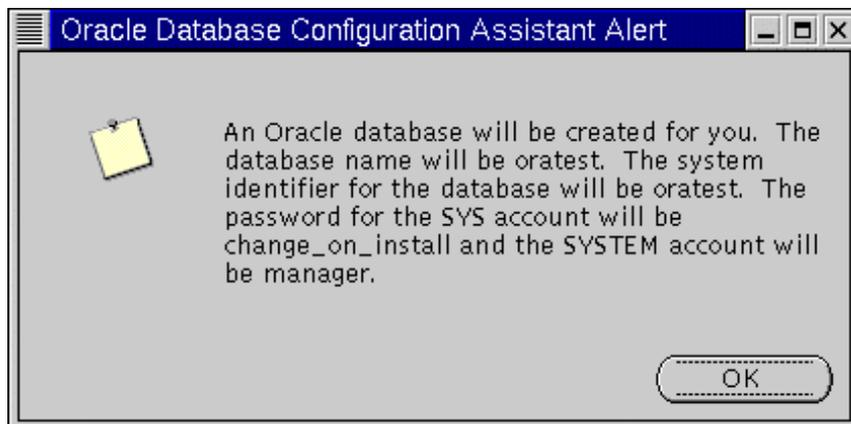 Oracle Database Configuration Assistant Alert
An Oracle database will be created for you. The
database name will be oratest. The system
identifier for the database will be oratest. The
password for the SYS account will be
change_on_install and the SYSTEM account will
be manager.
OK